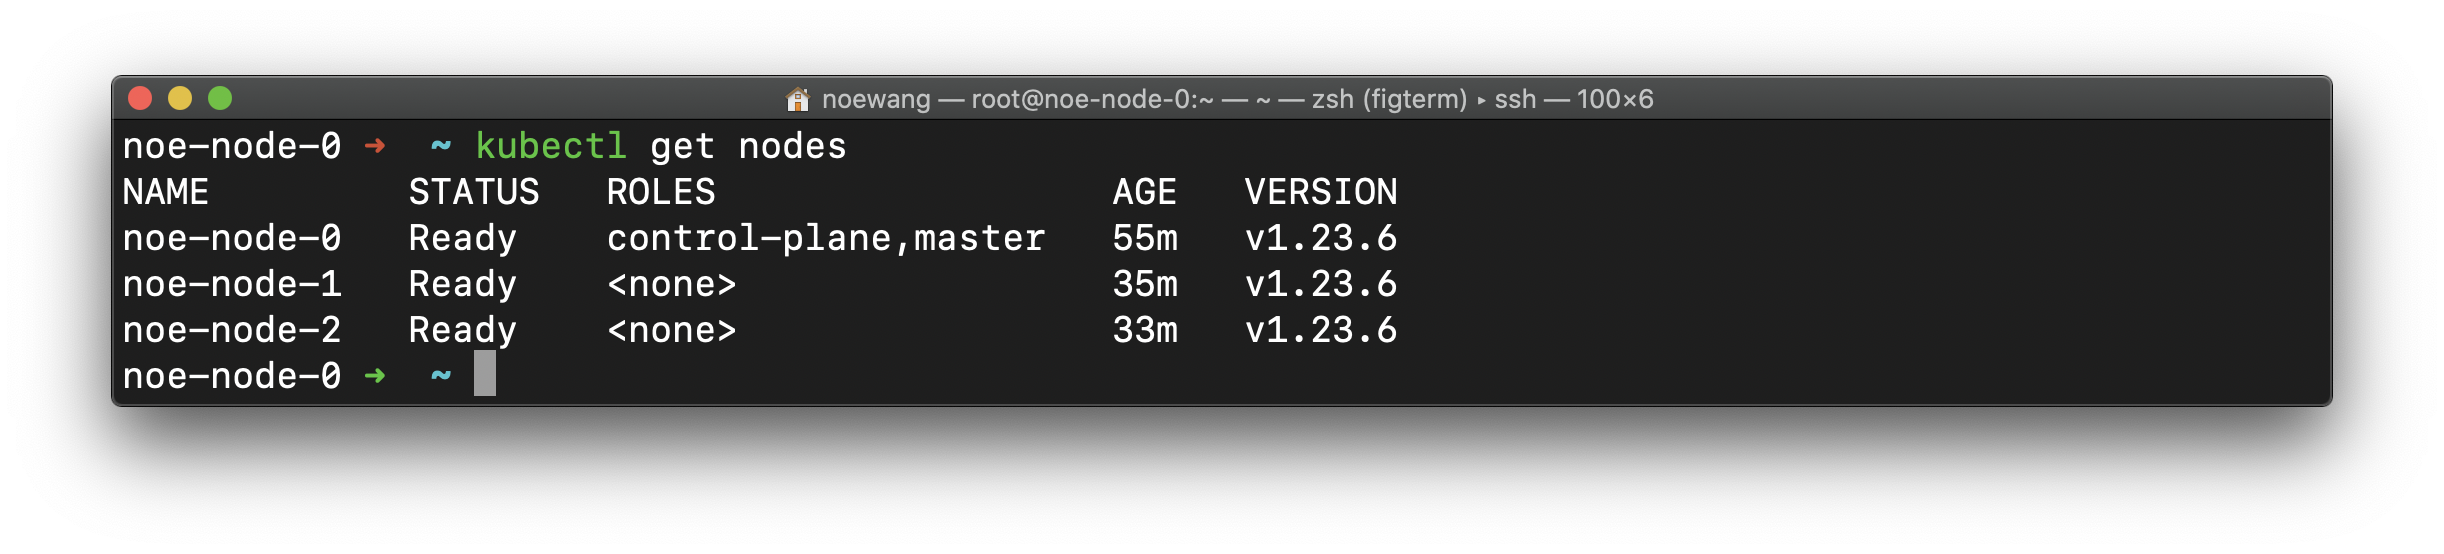 noewang — root@noe-node-0:~ — ~ — zsh (figterm) ▸ ssh — 100×6
noe-node-0 ➜  ~ kubectl get nodes
NAME         STATUS   ROLES                  AGE   VERSION
noe-node-0   Ready    control-plane,master   55m   v1.23.6
noe-node-1   Ready    <none>                 35m   v1.23.6
noe-node-2   Ready    <none>                 33m   v1.23.6
noe-node-0 ➜  ~